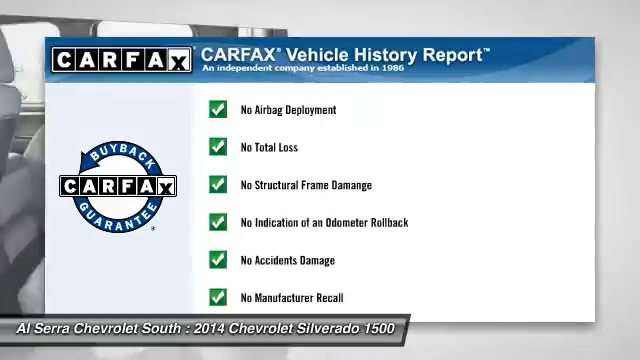 CARFAX
CARFAX® Vehicle History Report™
An independent company established in 1986
No Airbag Deployment
No Total Loss
No Structural Frame Damange
No Indication of an Odometer Rollback
No Accidents Damage
No Manufacturer Recall
BUYBACK
CARFAX
GUARANTEE®
Al Serra Chevrolet South : 2014 Chevrolet Silverado 1500